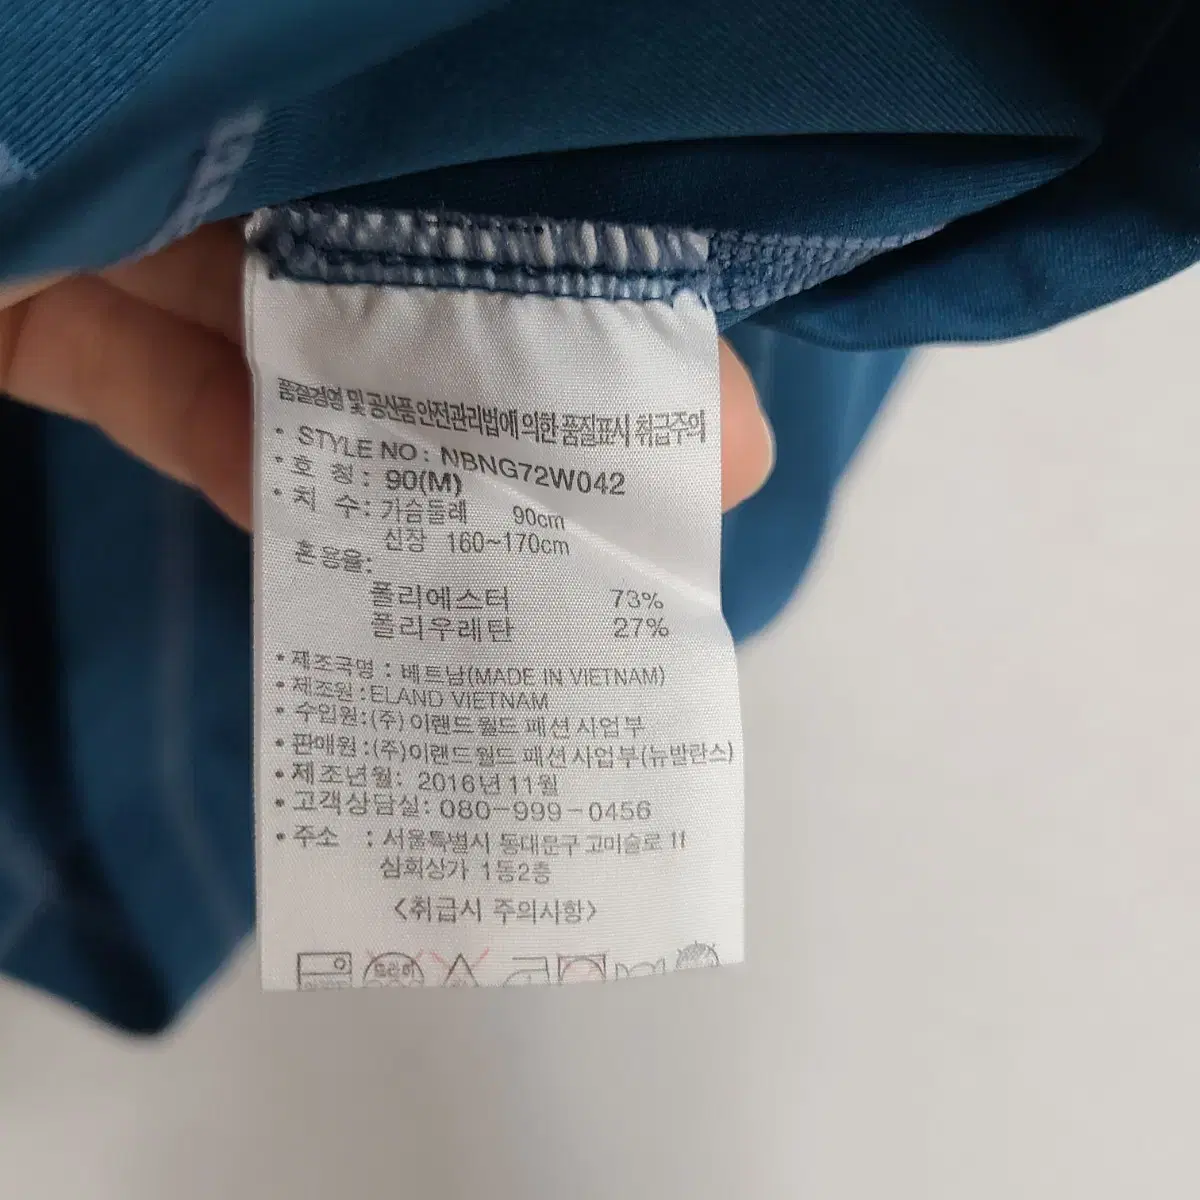 품질경영 및 공산품안전관리법에 의한 품질표시 취급주의
• STYLE NO : NBNG72W042
• 호 칭 : 90(M)
• 치 수 : 가슴둘레 90cm
신장 160~170cm
혼용율:
폴리에스터 73%
폴리우레탄 27%
• 제조국명 : 베트남(MADE IN VIETNAM)
• 제조원 : ELAND VIETNAM
• 수입원:(주)이랜드월드 패션사업부
• 판매원:(주)이랜드월드 패션사업부(뉴발란스)
• 제조년월: 2016년 11월
• 고객상담실: 080-999-0456
• 주소 : 서울특별시 동대문구 고미술로 11
삼희상가 1동2층
<취급시 주의사항>
드라이